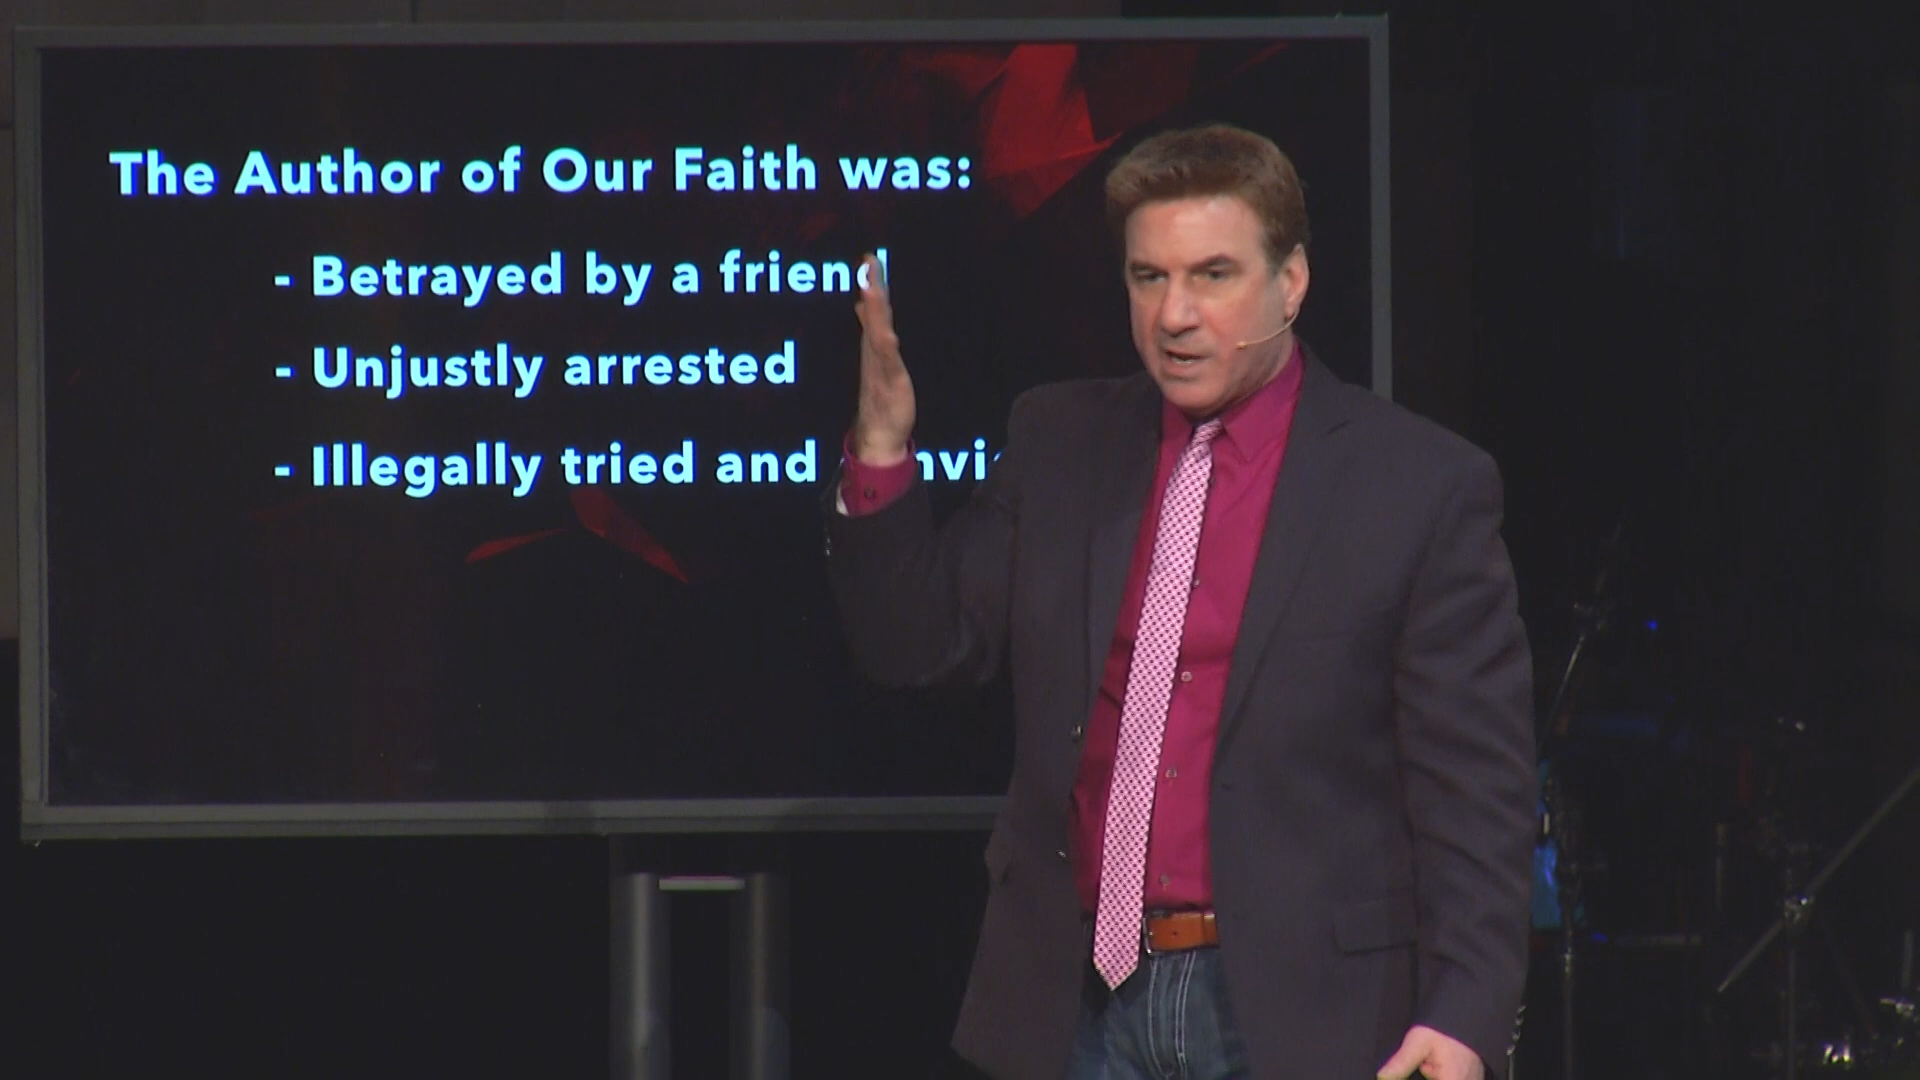 The Author of Our Faith was:
- Betrayed by a friend
- Unjustly arrested
- Illegally tried and